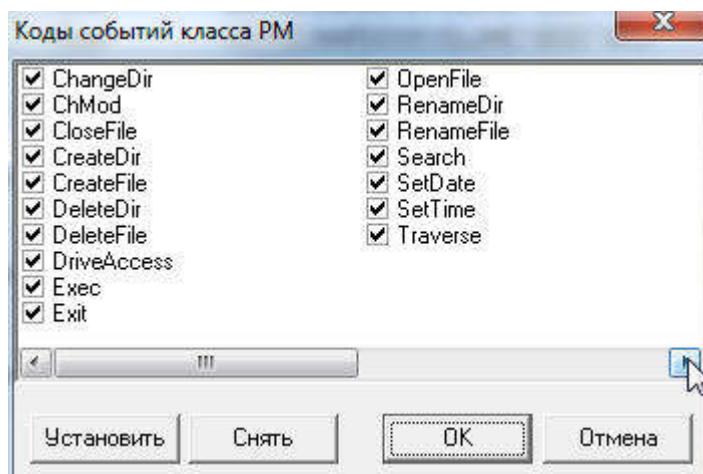 Коды событий класса РМ
ChangeDir
ChMod
CloseFile
CreateDir
CreateFile
DeleteDir
DeleteFile
DriveAccess
Exec
Exit
OpenFile
RenameDir
RenameFile
Search
SetDate
SetTime
Traverse
Установить
Снять
OK
Отмена